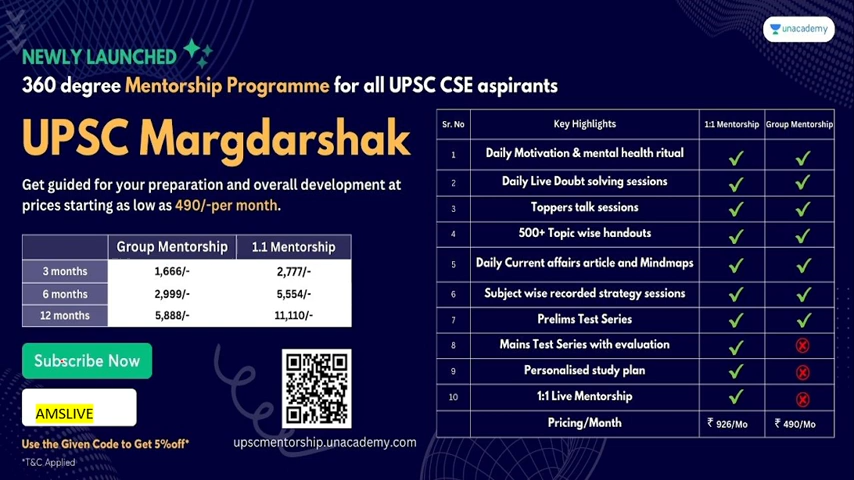 unacademy
NEWLY LAUNCHED
360 degree Mentorship Programme for all UPSC CSE aspirants
UPSC Margdarshak
Get guided for your preparation and overall development at
prices starting as low as 490/-per month.
Group Mentorship 1.1 Mentorship
3 months 1,666/- 2,777/-
6 months 2,999/- 5,554/-
12 months 5,888/- 11,110/-
Subscribe Now
AMSLIVE
Use the Given Code to Get 5%off*
*T&C.Applied
upscmentorship.unacademy.com
Sr. No Key Highlights 1:1 Mentorship Group Mentorship
1 Daily Motivation & mental health ritual
2 Daily Live Doubt solving sessions
3 Toppers talk sessions
4 500+ Topic wise handouts
5 Daily Current affairs article and Mindmaps
6 Subject wise recorded strategy sessions
7 Prelims Test Series
8 Mains Test Series with evaluation
9 Personalised study plan
10 1:1 Live Mentorship
Pricing/Month ₹ 926/Mo ₹ 490/Mo